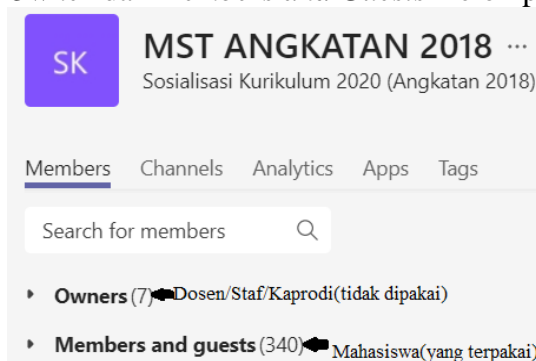 SK
MST ANGKATAN 2018 ...
Sosialisasi Kurikulum 2020 (Angkatan 2018)
Members Channels Analytics Apps Tags
Search for members
Owners (7) Dosen/Staf/Kaprodi(tidak dipakai)
Members and guests (340) Mahasiswa(yang terpakai)